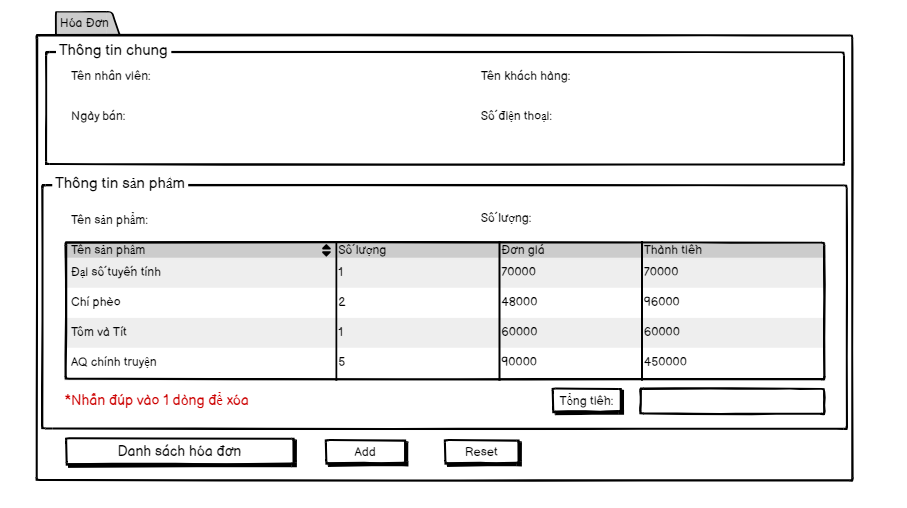 Hóa Đơn
Thông tin chung
Tên nhân viên: Tên khách hàng:
Ngày bán: Số điện thoại:
Thông tin sản phẩm
Tên sản phẩm: Số lượng:
Tên sản phẩm Số lượng Đơn giá Thành tiền
Đại số tuyến tính 1 70000 70000
Chí phèo 2 48000 96000
Tôm và Tít 1 60000 60000
AQ chính truyện 5 90000 450000
*Nhấn đúp vào 1 dòng để xóa Tổng tiền:
Danh sách hóa đơn Add Reset